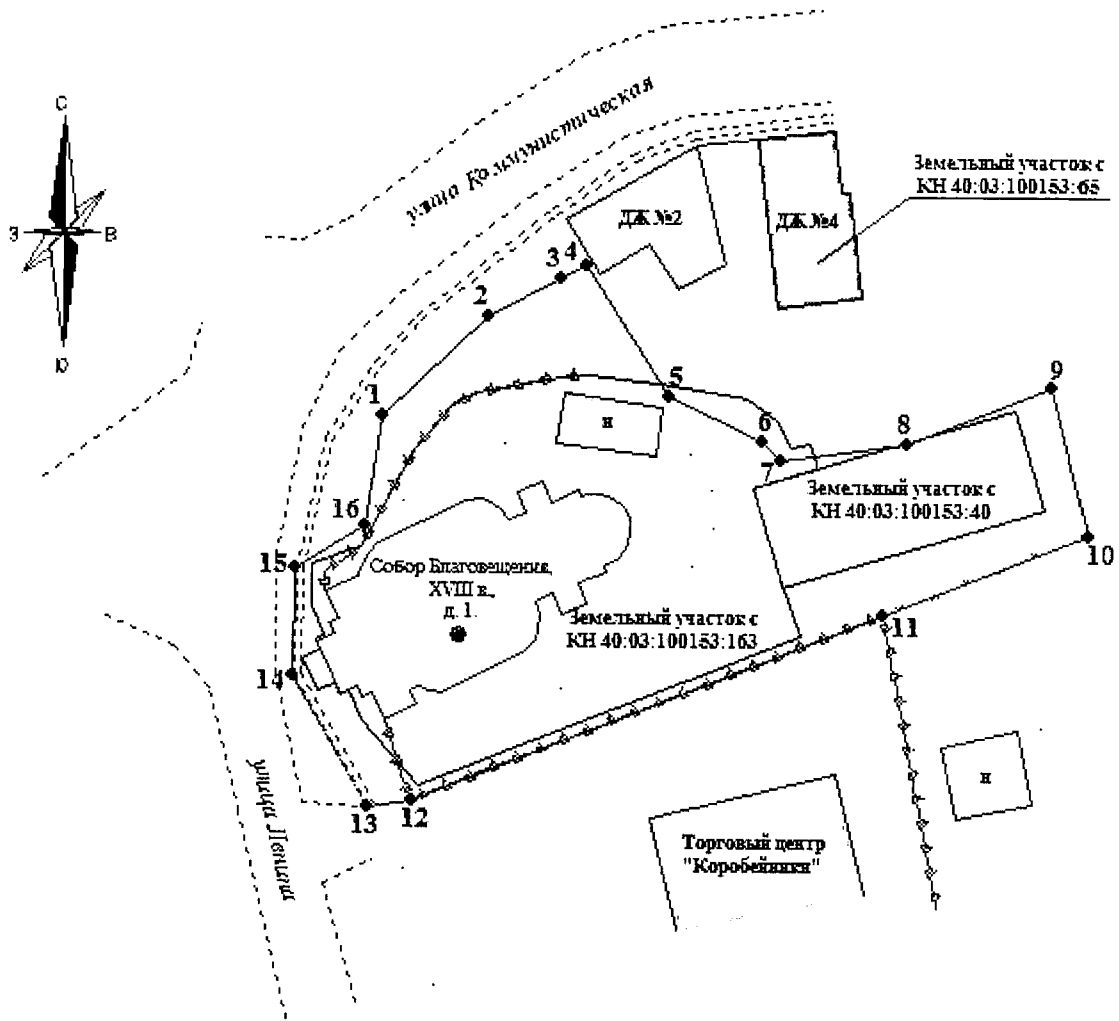 С
З
В
Ю
улица Коммунистическая
Земельный участок с
КН 40:03:100153:65
ДЖ №2
ДЖ №4
3
4
2
1
5
9
н
6
8
7
Земельный участок с
КН 40:03:100153:40
16
10
15
Собор Благовещения,
XVIII в.,
д. 1.
Земельный участок с
КН 40:03:100153:163
11
14
улица Ленина
н
13
12
Торговый центр
"Коробейники"